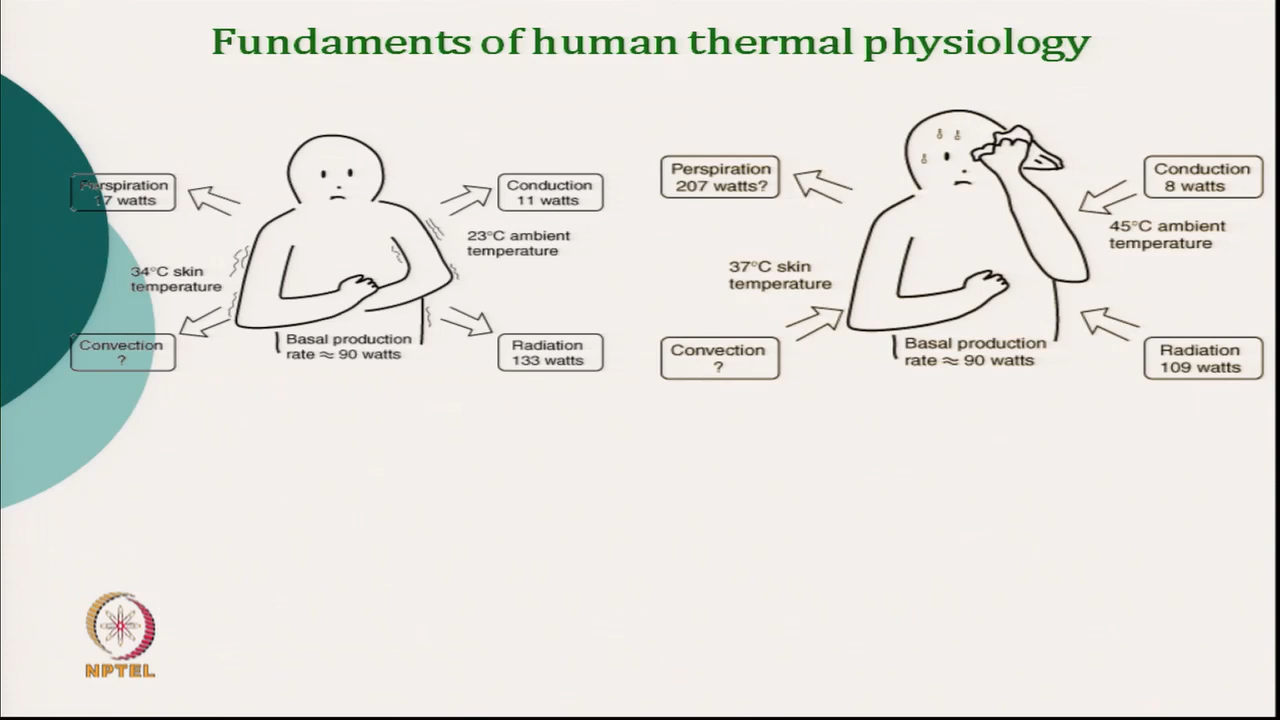 Fundaments of human thermal physiology
Perspiration
17 watts
Conduction
11 watts
23°C ambient
temperature
34°C skin
temperature
Convection
?
Basal production
rate ≈ 90 watts
Radiation
133 watts
Perspiration
207 watts?
Conduction
8 watts
45°C ambient
temperature
37°C skin
temperature
Convection
?
Basal production
rate ≈ 90 watts
Radiation
109 watts
NPTEL